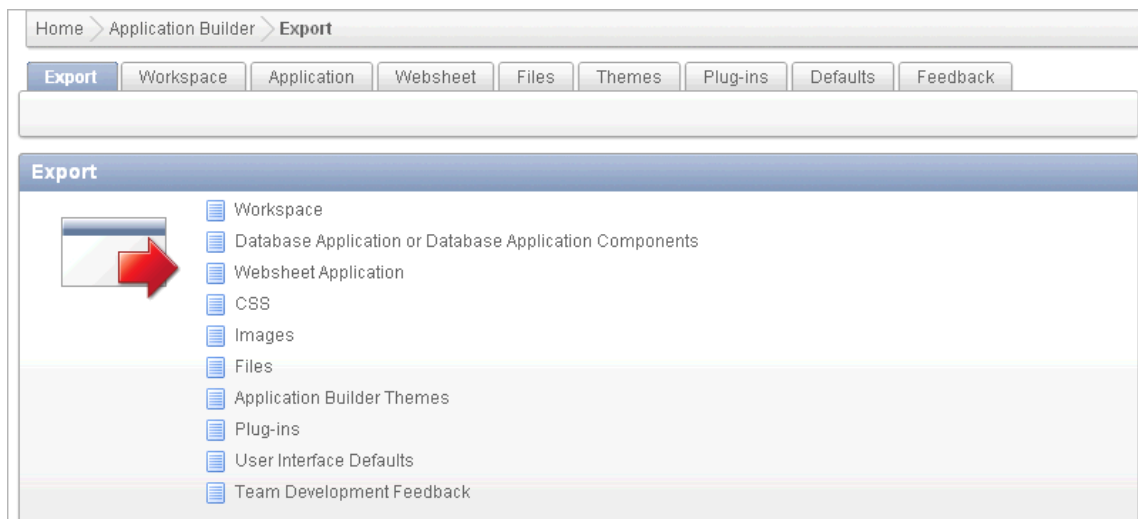 Home Application Builder Export
Export Workspace Application Websheet Files Themes Plug-ins Defaults Feedback
Export
Workspace
Database Application or Database Application Components
Websheet Application
CSS
Images
Files
Application Builder Themes
Plug-ins
User Interface Defaults
Team Development Feedback